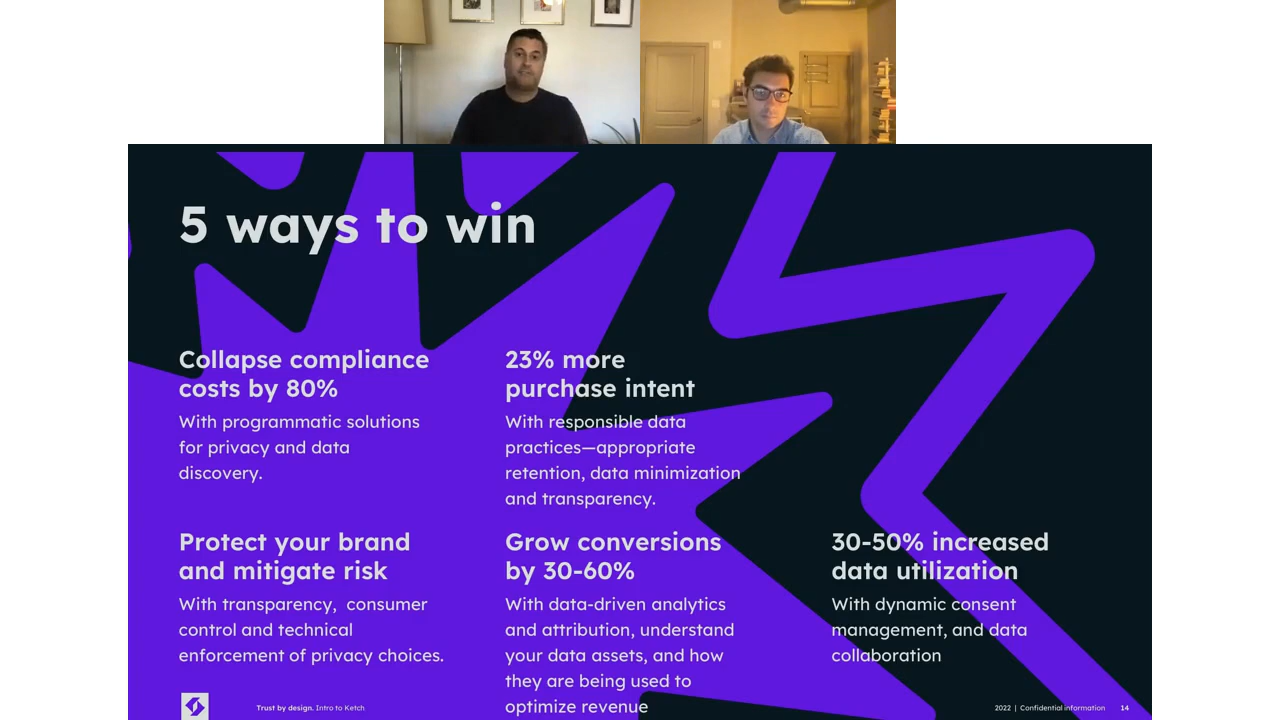 5 ways to win
Collapse compliance
costs by 80%
With programmatic solutions
for privacy and data
discovery.
23% more
purchase intent
With responsible data
practices—appropriate
retention, data minimization
and transparency.
Protect your brand
and mitigate risk
With transparency,  consumer
control and technical
enforcement of privacy choices.
Grow conversions
by 30-60%
With data-driven analytics
and attribution, understand
your data assets, and how
they are being used to
optimize revenue
30-50% increased
data utilization
With dynamic consent
management, and data
collaboration
Trust by design. Intro to Ketch
2022 | Confidential information 14